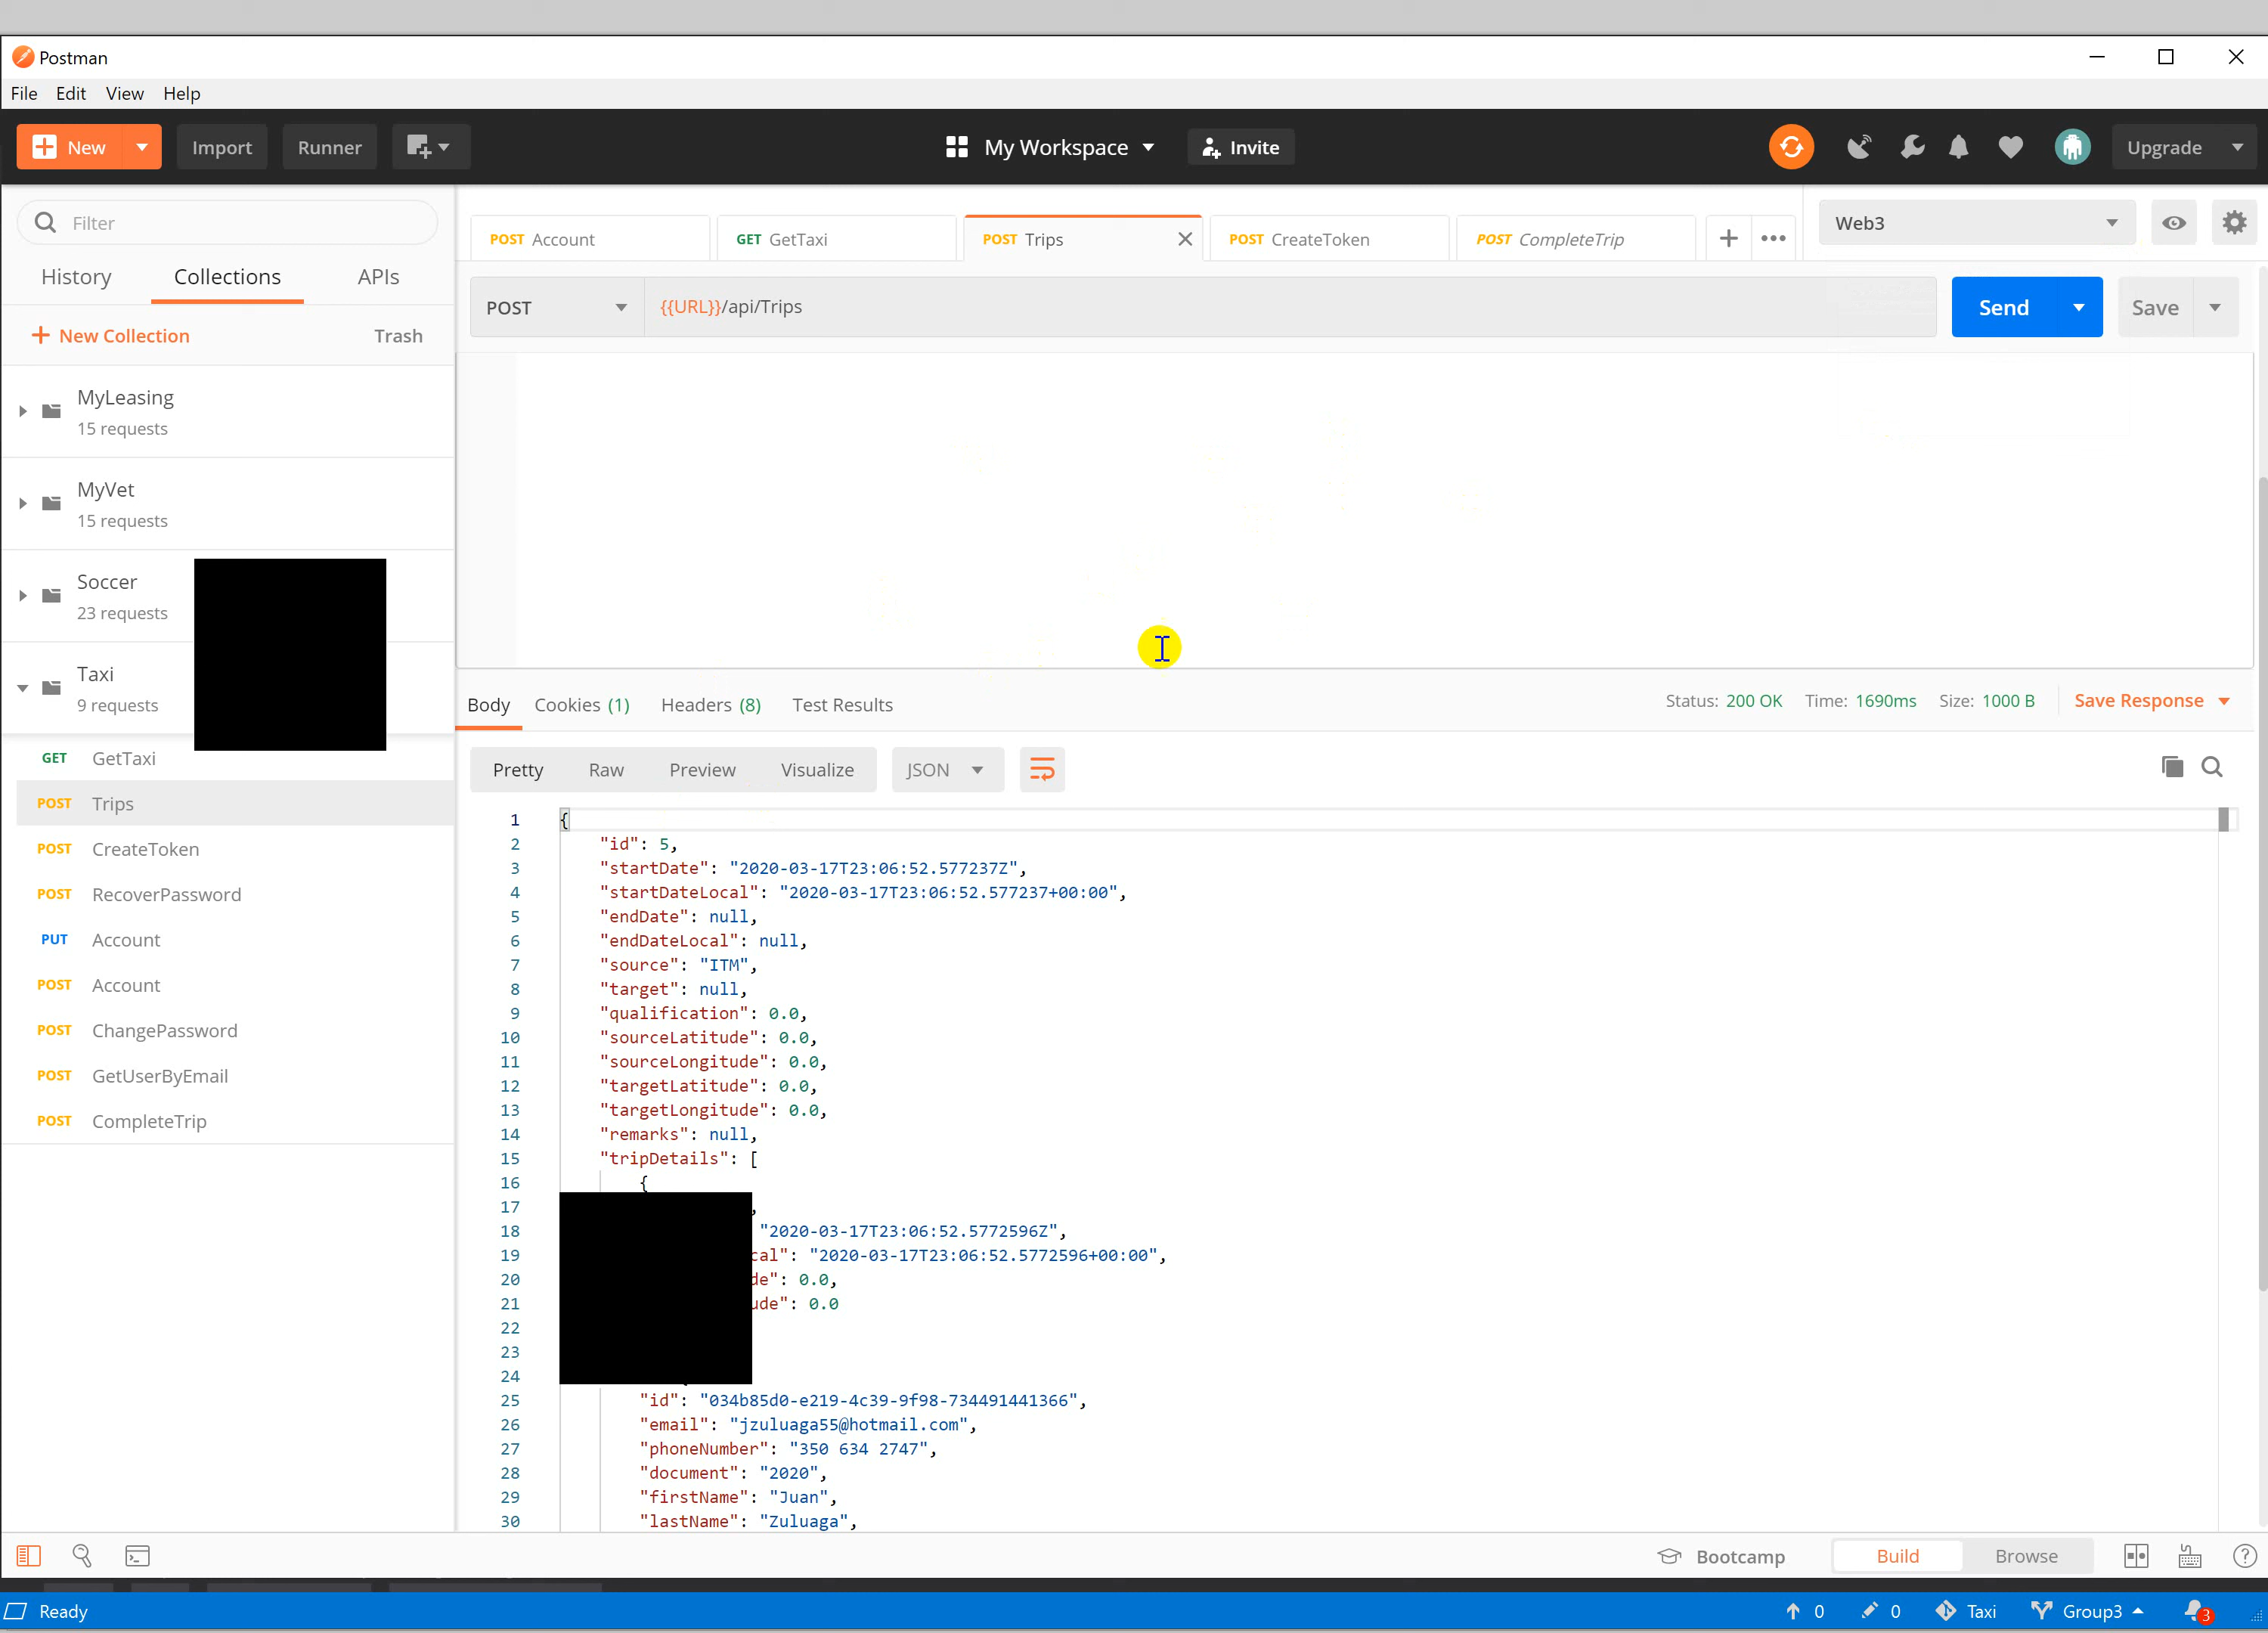 Postman
File Edit View Help
New Import Runner My Workspace Invite Upgrade
Filter
History Collections APIs
+ New Collection Trash
MyLeasing
15 requests
MyVet
15 requests
Soccer
23 requests
Taxi
9 requests
GET GetTaxi
POST Trips
POST CreateToken
POST RecoverPassword
PUT Account
POST Account
POST ChangePassword
POST GetUserByEmail
POST CompleteTrip
POST Account GET GetTaxi POST Trips POST CreateToken POST CompleteTrip
Web3
POST {{URL}}/api/Trips Send Save
Body Cookies (1) Headers (8) Test Results Status: 200 OK Time: 1690ms Size: 1000 B Save Response
Pretty Raw Preview Visualize JSON
1 {
2 "id": 5,
3 "startDate": "2020-03-17T23:06:52.577237Z",
4 "startDateLocal": "2020-03-17T23:06:52.577237+00:00",
5 "endDate": null,
6 "endDateLocal": null,
7 "source": "ITM",
8 "target": null,
9 "qualification": 0.0,
10 "sourceLatitude": 0.0,
11 "sourceLongitude": 0.0,
12 "targetLatitude": 0.0,
13 "targetLongitude": 0.0,
14 "remarks": null,
15 "tripDetails": [
16 {
17 ,
18 "2020-03-17T23:06:52.5772596Z",
19 cal": "2020-03-17T23:06:52.5772596+00:00",
20 de": 0.0,
21 ude": 0.0
22
23
24
25 "id": "034b85d0-e219-4c39-9f98-734491441366",
26 "email": "jzuluaga55@hotmail.com",
27 "phoneNumber": "350 634 2747",
28 "document": "2020",
29 "firstName": "Juan",
30 "lastName": "Zuluaga",
Bootcamp Build Browse
Ready 0 0 Taxi Group3 3